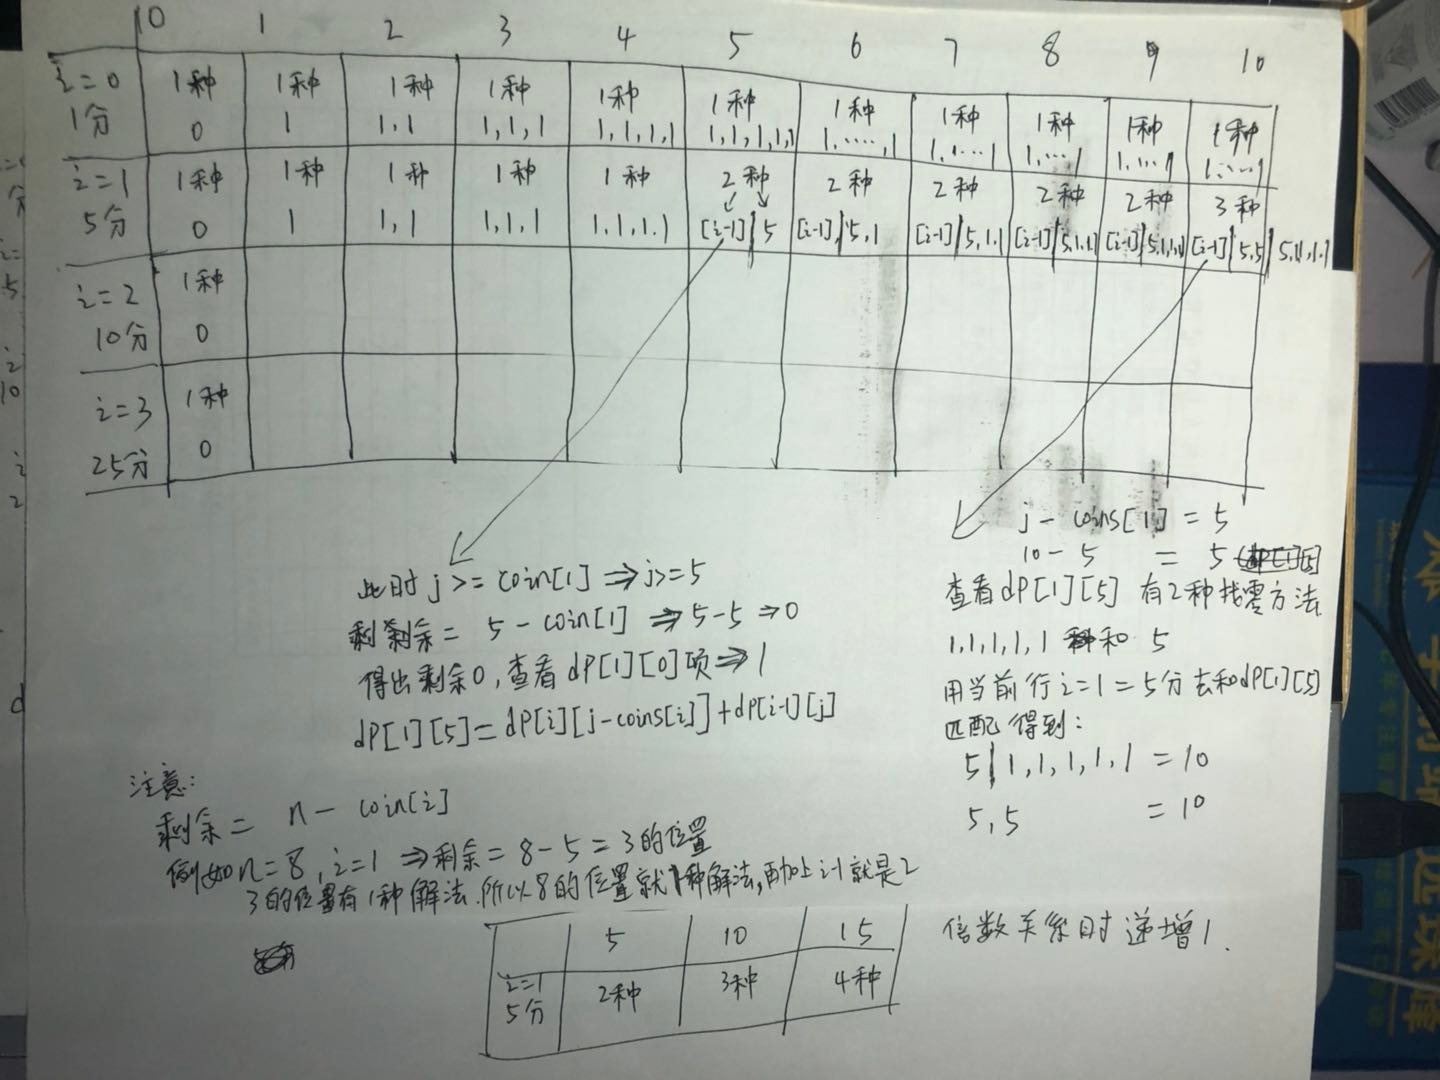 0 1 2 3 4 5 6 7 8 9 10
i=0 1种 1种 1种 1种 1种 1种 1种 1种 1种 1种 1种
1分 0 1 1,1 1,1,1 1,1,1,1 1,1,1,1,1 1,....,1 1,....1 1,....1 1,....1 1,....1
i=1 1种 1种 1种 1种 1种 2种 2种 2种 2种 2种 3种
5分 0 1 1,1 1,1,1 1,1,1,1 [i-1]|5 [i-1]|5,1 [i-1]|5,1,1 [i-1]|5,1,1 [i-1]|5,1,1,1 [i-1]|5,5|5,1,1,1,1
i=2 1种
10分 0
i=3 1种
25分 0
此时 j>=coin[1]⇒j>=5
剩余= 5-coin[1] ⇒5-5⇒0
得出剩余0,查看dp[1][0]项⇒1
dp[1][5]=dp[i][j-coins[i]]+dp[i-1][j]
j-coins[1]=5
10-5 = 5
查看dp[1][5] 有2种找零方法
1,1,1,1,1 和 5
用当前行i=1=5分去和dp[1][5]
匹配得到:
5|1,1,1,1,1=10
5,5 =10
注意:
剩余= n-coin[i]
例如n=8,i=1 ⇒剩余=8-5=3的位置
3的位置有1种解法.所以8的位置就1种解法,再加上i-1就是2
5 10 15
i=1
5分 2种 3种 4种
倍数关系时递增1.